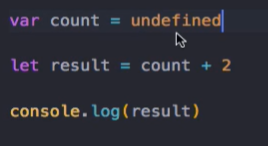 var count = undefined
let result = count + 2
console.log(result)